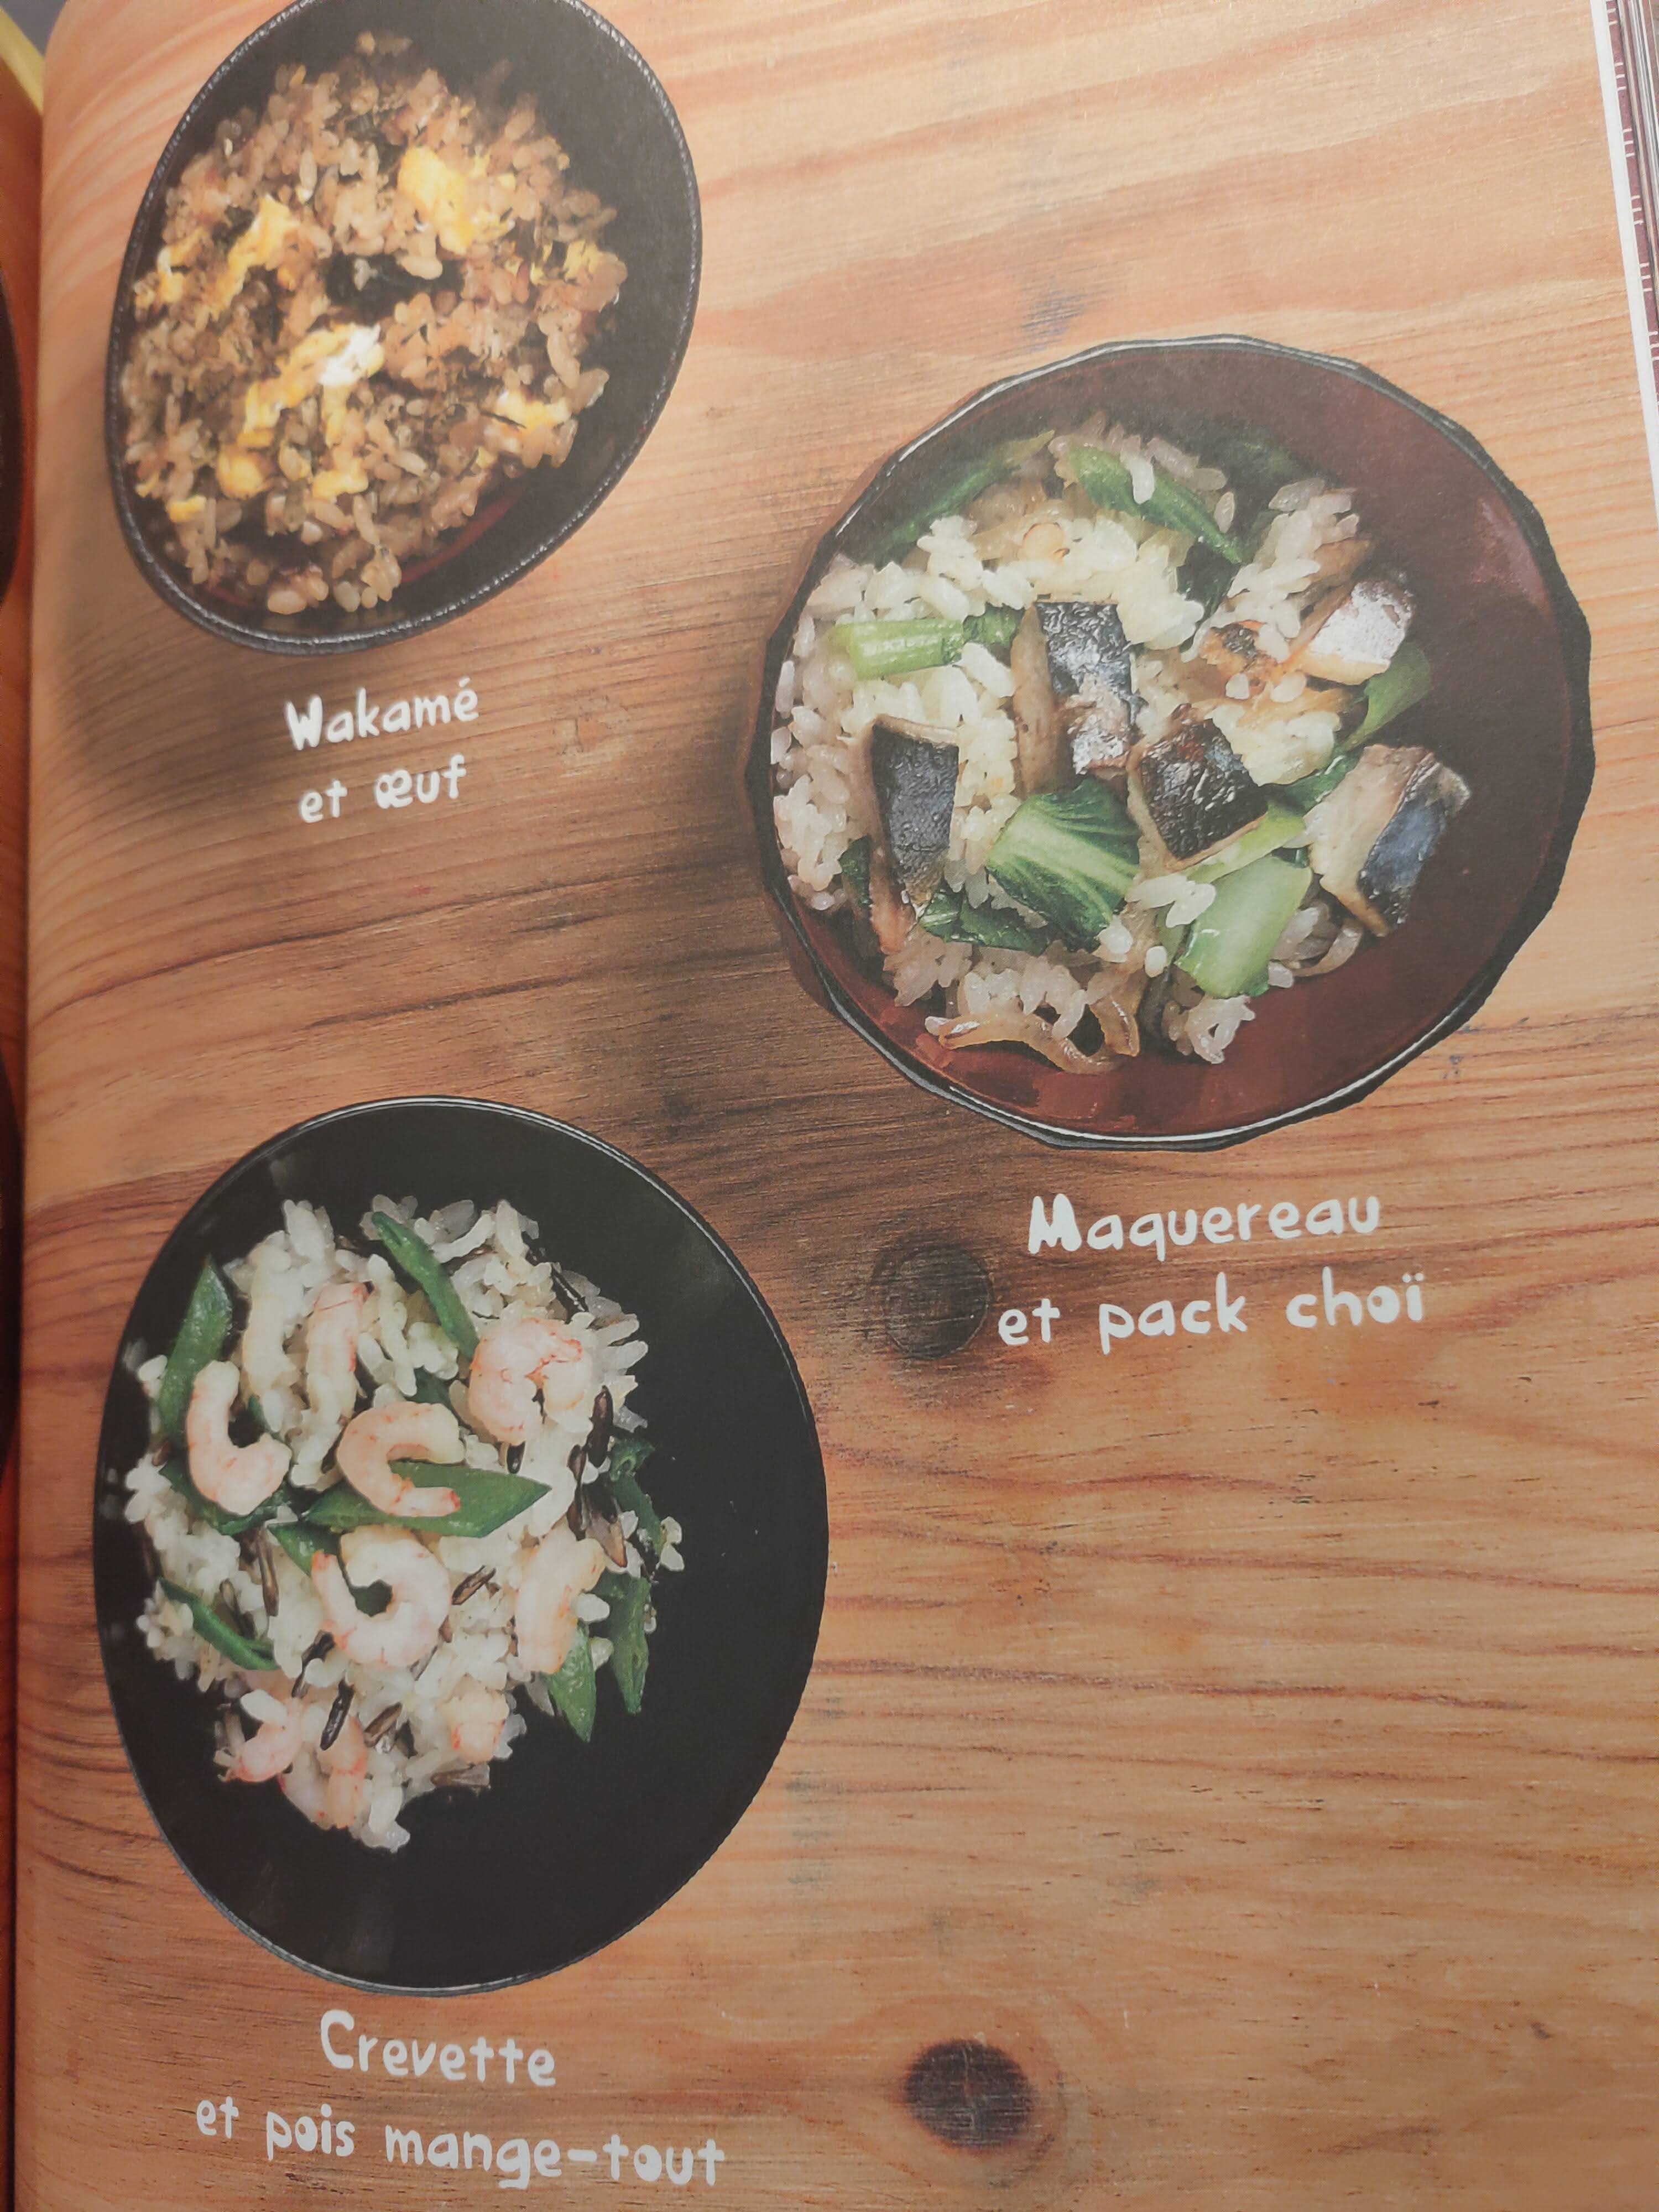 Wakamé
et œuf
Maquereau
et pack choï
Crevette
et pois mange-tout